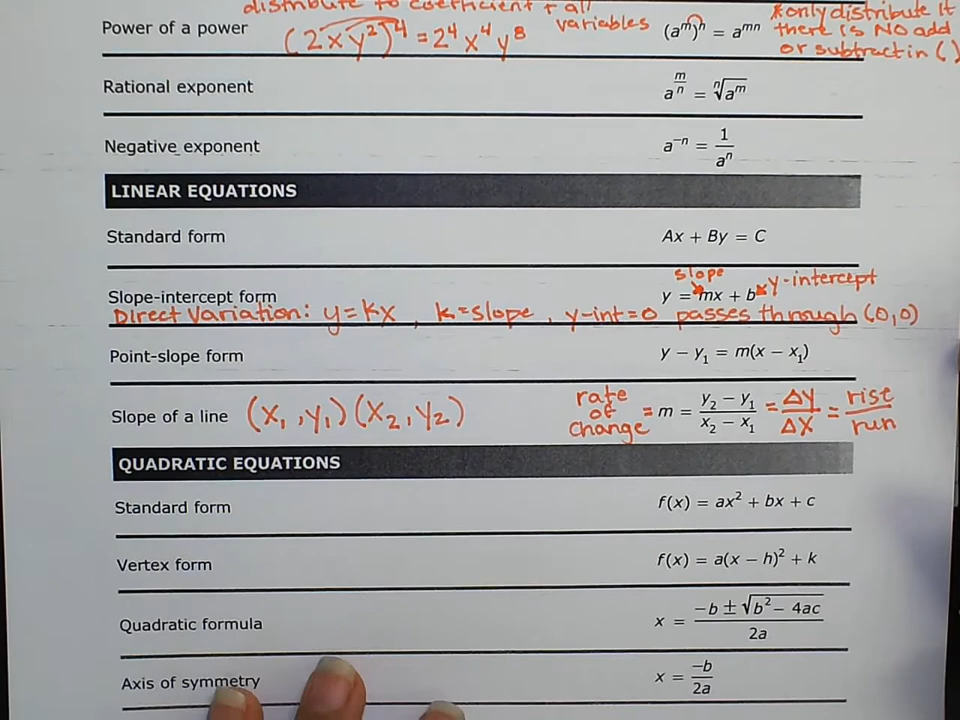 distribute to coefficient + all variables
Power of a power (2xy²)⁴ = 2⁴x⁴y⁸ (aᵐ)ⁿ = aᵐⁿ
*only distribute if
there is NO add
or subtract in ( )
Rational exponent a^(m/n) = ⁿ√aᵐ
Negative exponent a⁻ⁿ = 1/aⁿ
LINEAR EQUATIONS
Standard form Ax + By = C
slope
Slope-intercept form y = mx + b y-intercept
Direct Variation: y=kx , k=slope , y-int=0 passes through (0,0)
Point-slope form y − y₁ = m(x − x₁)
Slope of a line (x₁,y₁)(x₂,y₂) rate of change = m = (y₂ − y₁)/(x₂ − x₁) = ΔY/ΔX = rise/run
QUADRATIC EQUATIONS
Standard form f(x) = ax² + bx + c
Vertex form f(x) = a(x − h)² + k
Quadratic formula x = (−b ± √(b² − 4ac))/2a
Axis of symmetry x = −b/2a